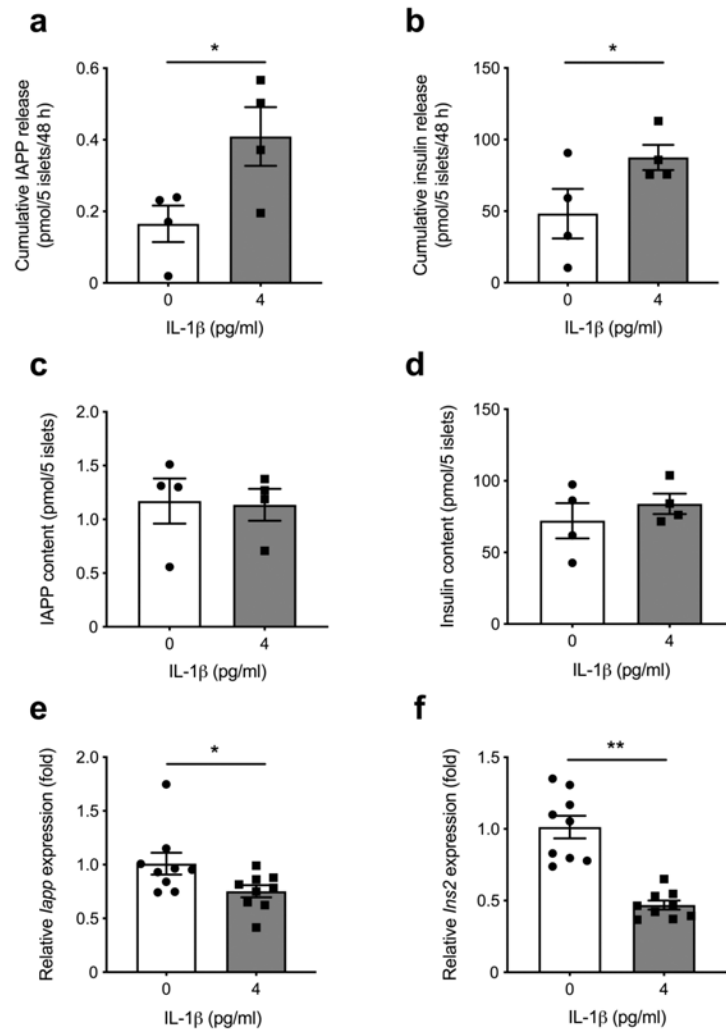 a
*
Cumulative IAPP release
(pmol/5 islets/48 h)
0.6
0.4
0.2
0
0
4
IL-1β (pg/ml)
b
*
Cumulative insulin release
(pmol/5 islets/48 h)
150
100
50
0
0
4
IL-1β (pg/ml)
c
IAPP content (pmol/5 islets)
2.0
1.5
1.0
0.5
0
0
4
IL-1β (pg/ml)
d
Insulin content (pmol/5 islets)
150
100
50
0
0
4
IL-1β (pg/ml)
e
*
Relative Iapp expression (fold)
2.0
1.5
1.0
0.5
0
0
4
IL-1β (pg/ml)
f
**
Relative Ins2 expression (fold)
1.5
1.0
0.5
0
0
4
IL-1β (pg/ml)